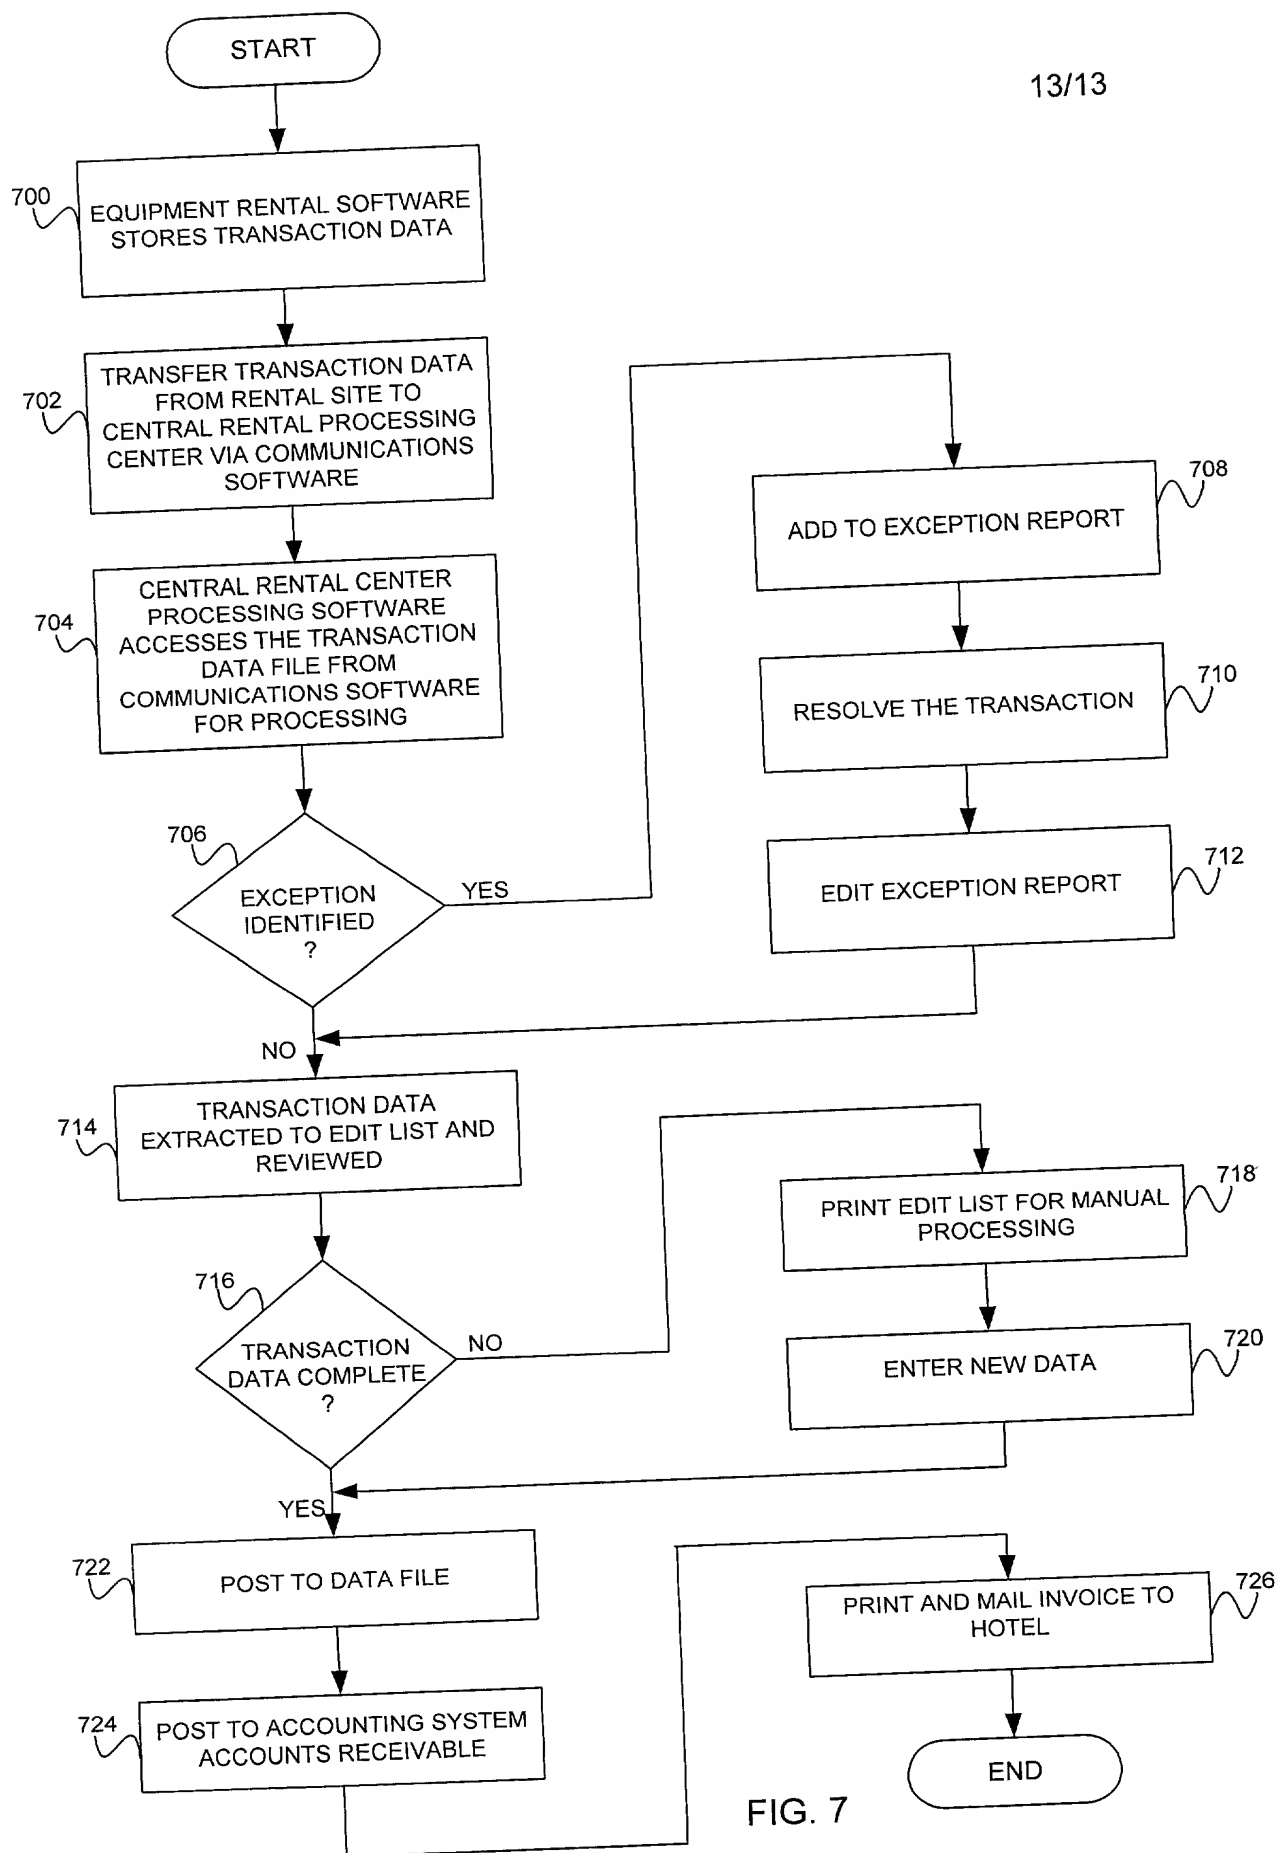 START
13/13
700
EQUIPMENT RENTAL SOFTWARE
STORES TRANSACTION DATA
702
TRANSFER TRANSACTION DATA
FROM RENTAL SITE TO
CENTRAL RENTAL PROCESSING
CENTER VIA COMMUNICATIONS
SOFTWARE
704
CENTRAL RENTAL CENTER
PROCESSING SOFTWARE
ACCESSES THE TRANSACTION
DATA FILE FROM
COMMUNICATIONS SOFTWARE
FOR PROCESSING
706
EXCEPTION
IDENTIFIED
?
YES
708
ADD TO EXCEPTION REPORT
710
RESOLVE THE TRANSACTION
712
EDIT EXCEPTION REPORT
NO
714
TRANSACTION DATA
EXTRACTED TO EDIT LIST AND
REVIEWED
716
TRANSACTION
DATA COMPLETE
?
NO
718
PRINT EDIT LIST FOR MANUAL
PROCESSING
720
ENTER NEW DATA
YES
722
POST TO DATA FILE
724
POST TO ACCOUNTING SYSTEM
ACCOUNTS RECEIVABLE
726
PRINT AND MAIL INVOICE TO
HOTEL
END
FIG. 7